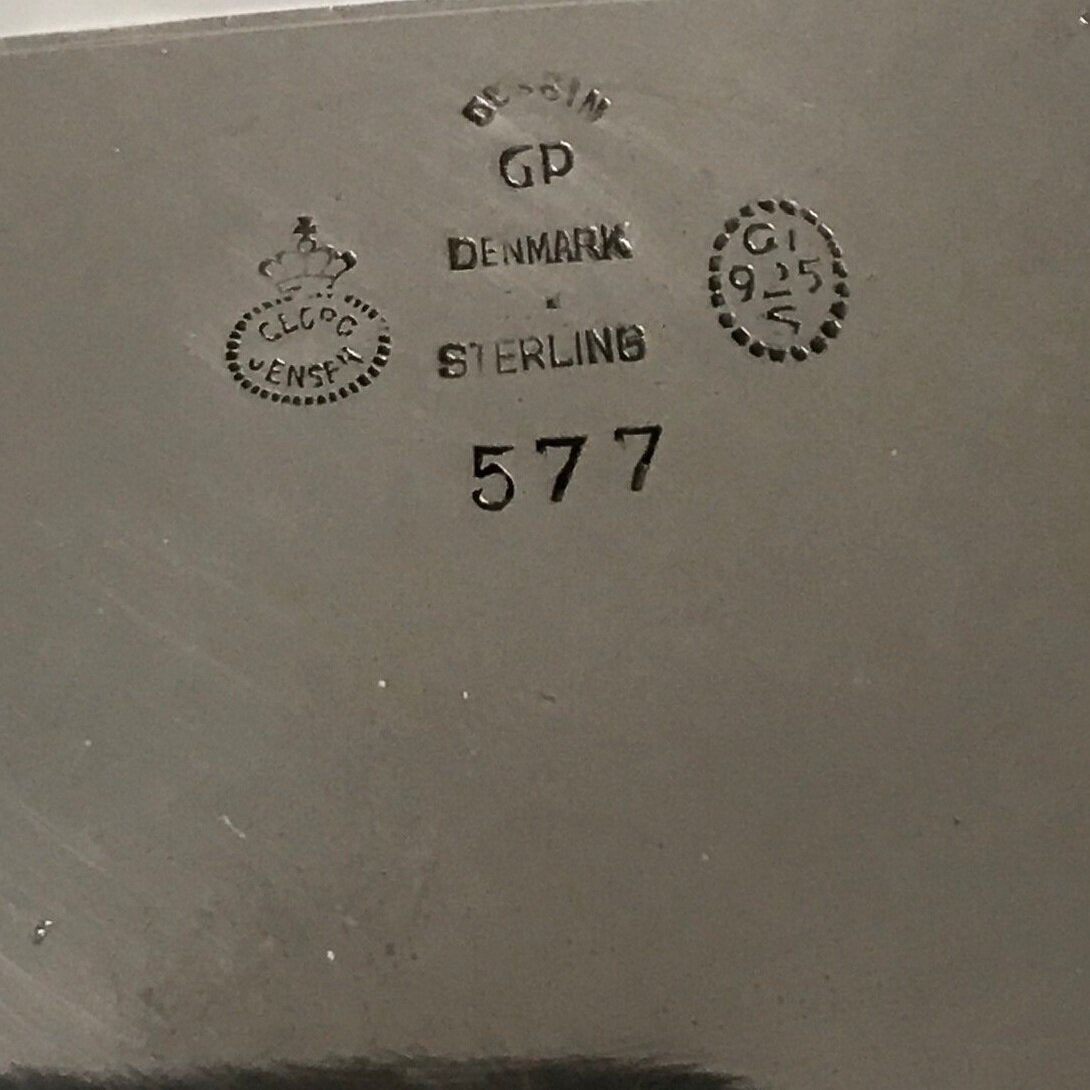 DESSIN
GP
DENMARK
STERLING
GEORG
JENSEN
GI
925
S
577